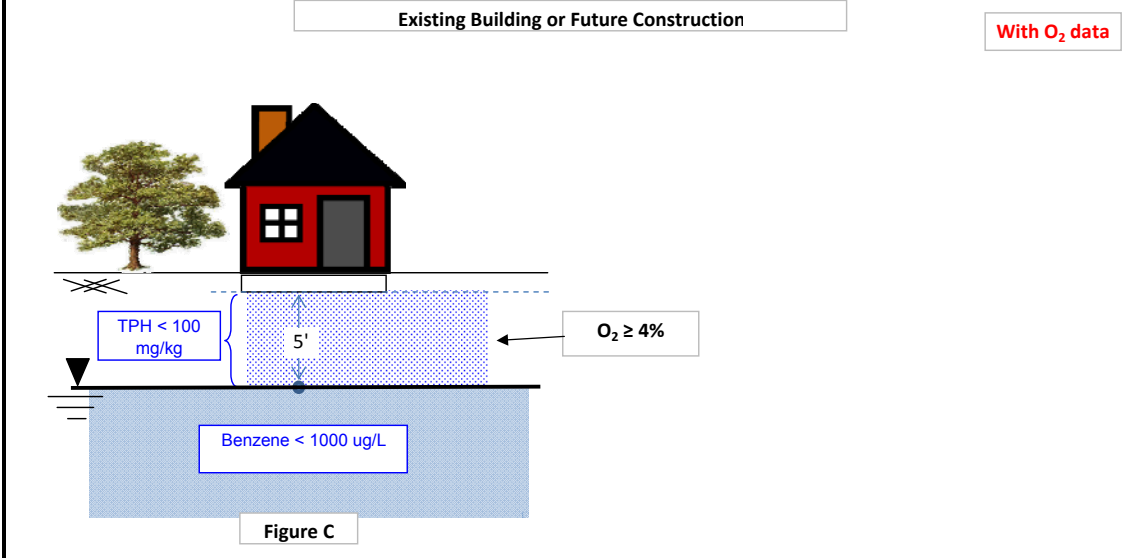 Existing Building or Future Construction
With O₂ data
TPH < 100
mg/kg
5'
O₂ ≥ 4%
Benzene < 1000 ug/L
Figure C